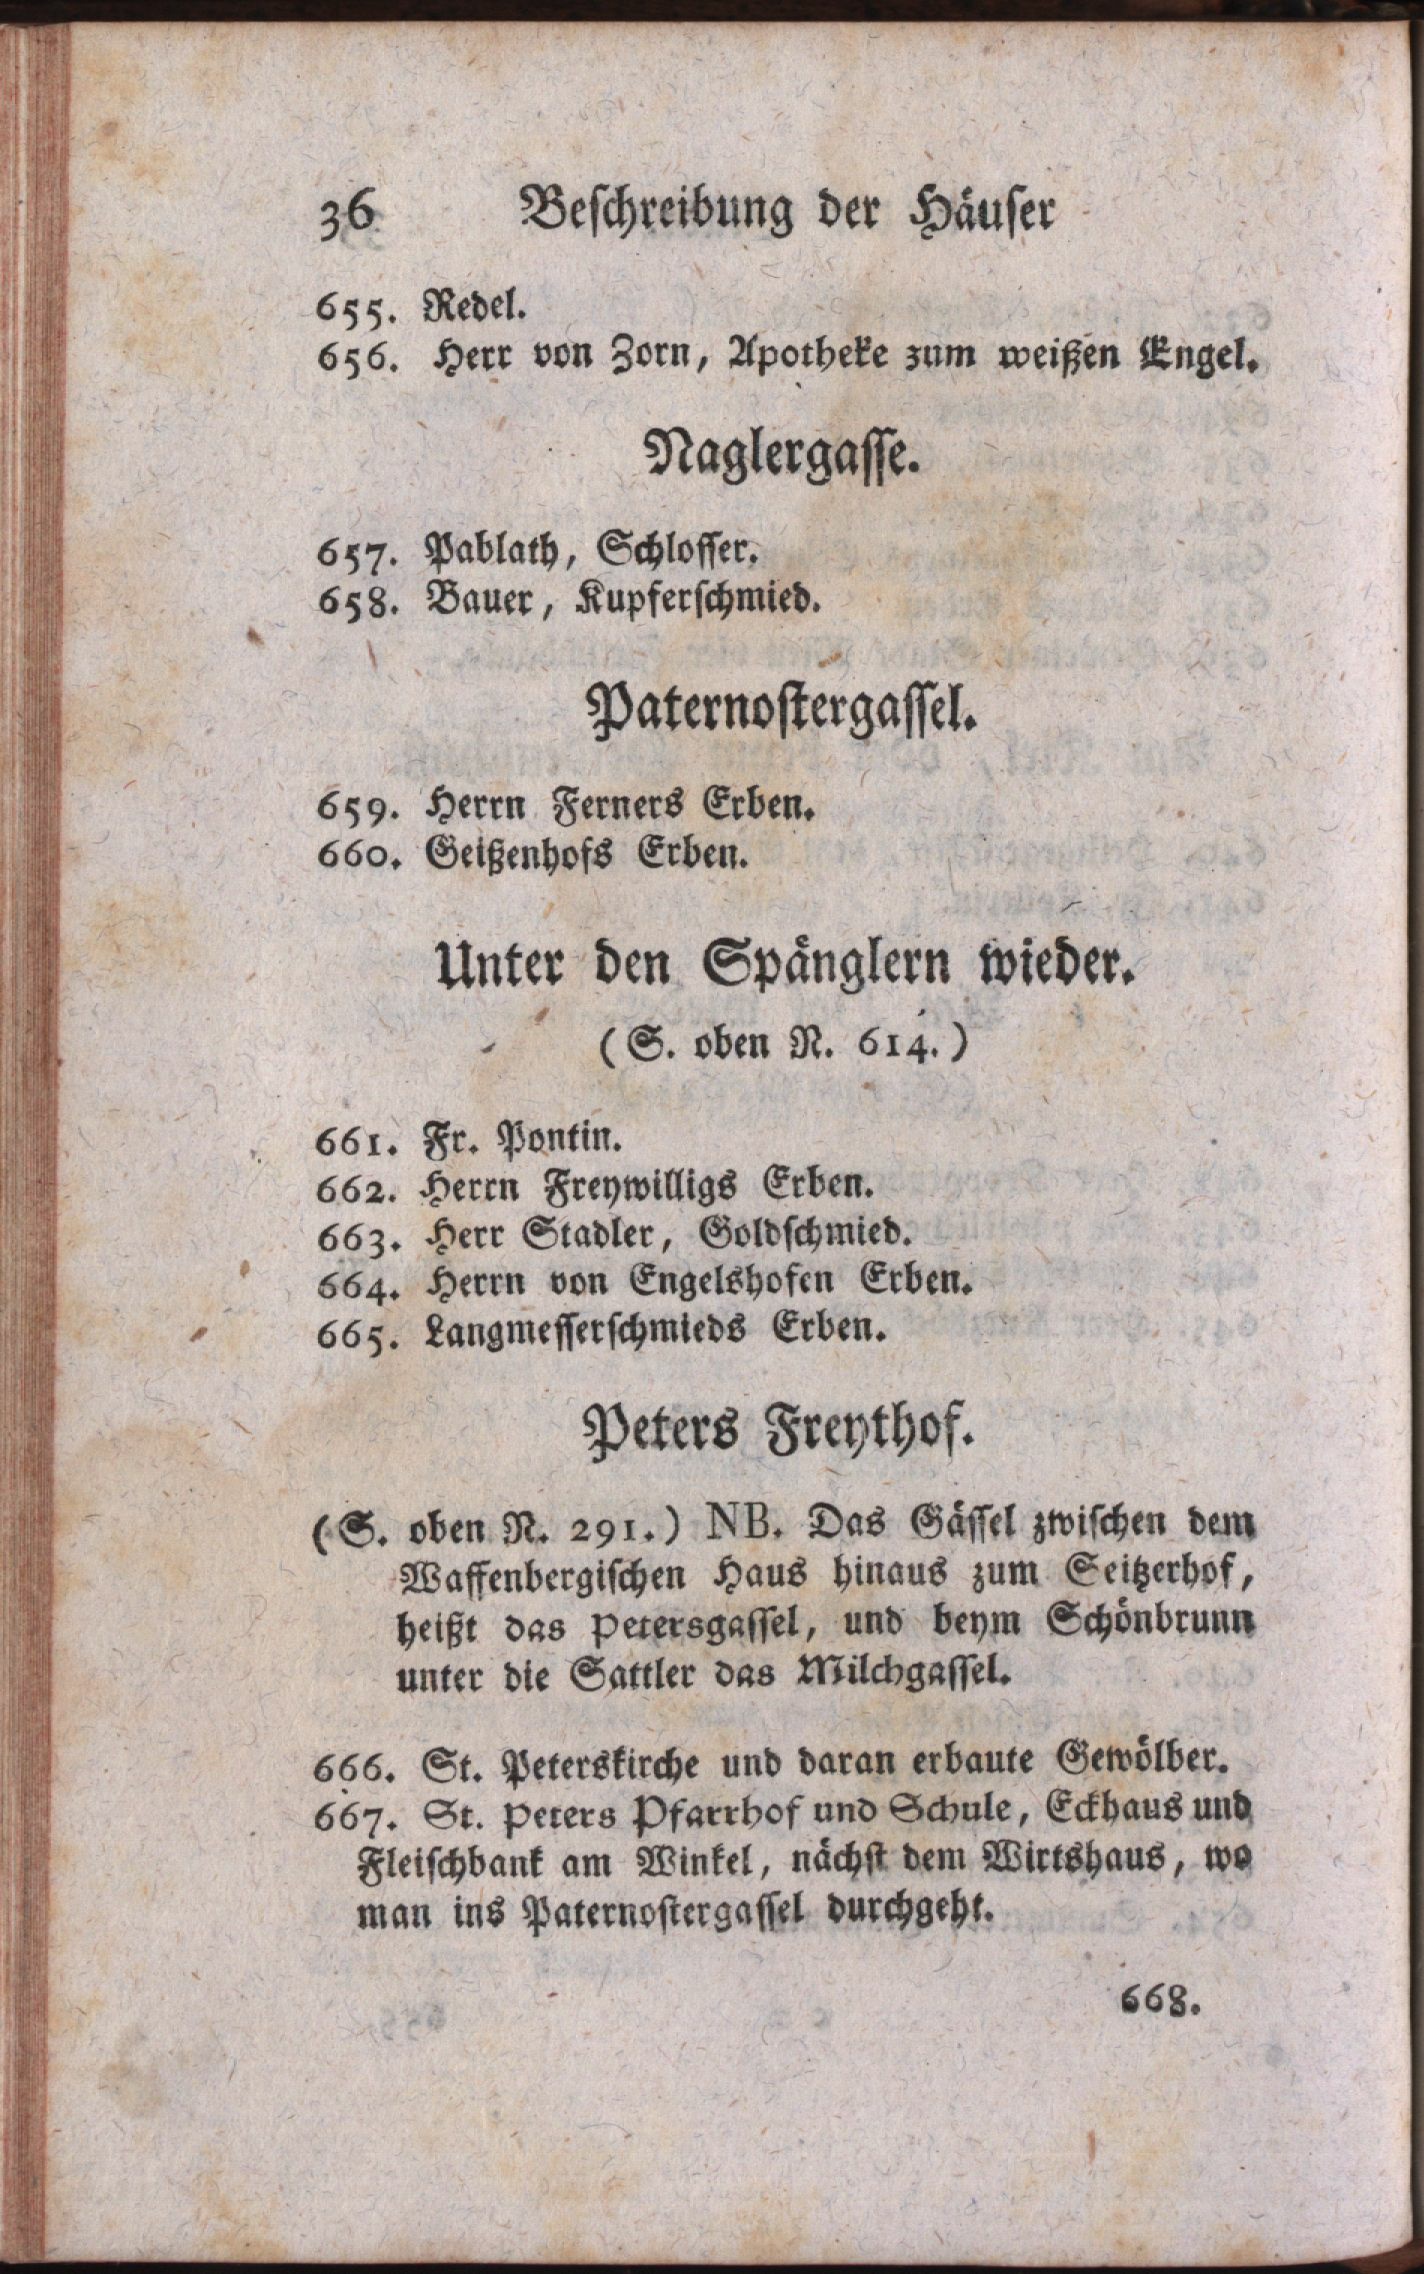 36 Beschreibung der Häuser
655. Redel.
656. Herr von Zorn, Apotheke zum weißen Engel.
Naglergasse.
657. Pablath, Schlosser.
658. Bauer, Kupferschmied.
Paternostergassel.
659. Herrn Ferners Erben.
660. Geißenhofs Erben.
Unter den Spänglern wieder.
(S. oben N. 614.)
661. Fr. Pontin.
662. Herrn Freywilligs Erben.
663. Herr Stadler, Goldschmied.
664. Herrn von Engelshofen Erben.
665. Langmesserschmieds Erben.
Peters Freythof.
(S. oben N. 291.) NB. Das Gässel zwischen dem
Waffenbergischen Haus hinaus zum Seitzerhof,
heißt das Petersgassel, und beym Schönbrunn
unter die Sattler das Milchgassel.
666. St. Peterskirche und daran erbaute Gewölber.
667. St. Peters Pfarrhof und Schule, Eckhaus und
Fleischbank am Winkel, nächst dem Wirtshaus, wo
man ins Paternostergassel durchgeht.
668.